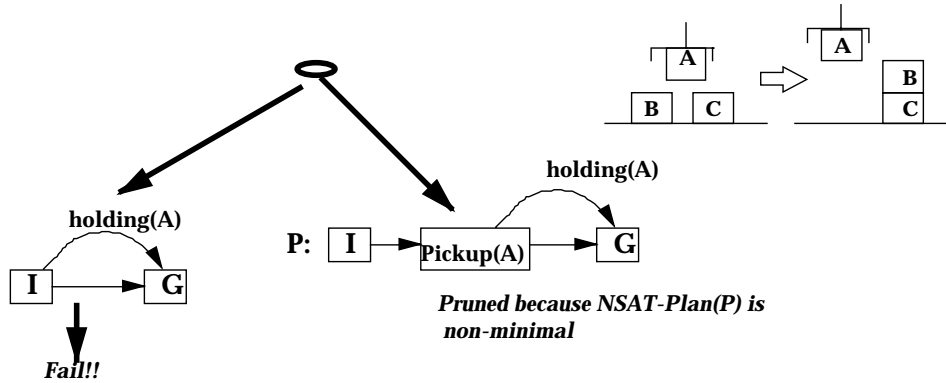 A
B
C
A
B
C
holding(A)
I
G
Fail!!
holding(A)
P:
I
Pickup(A)
G
Pruned because NSAT-Plan(P) is
non-minimal